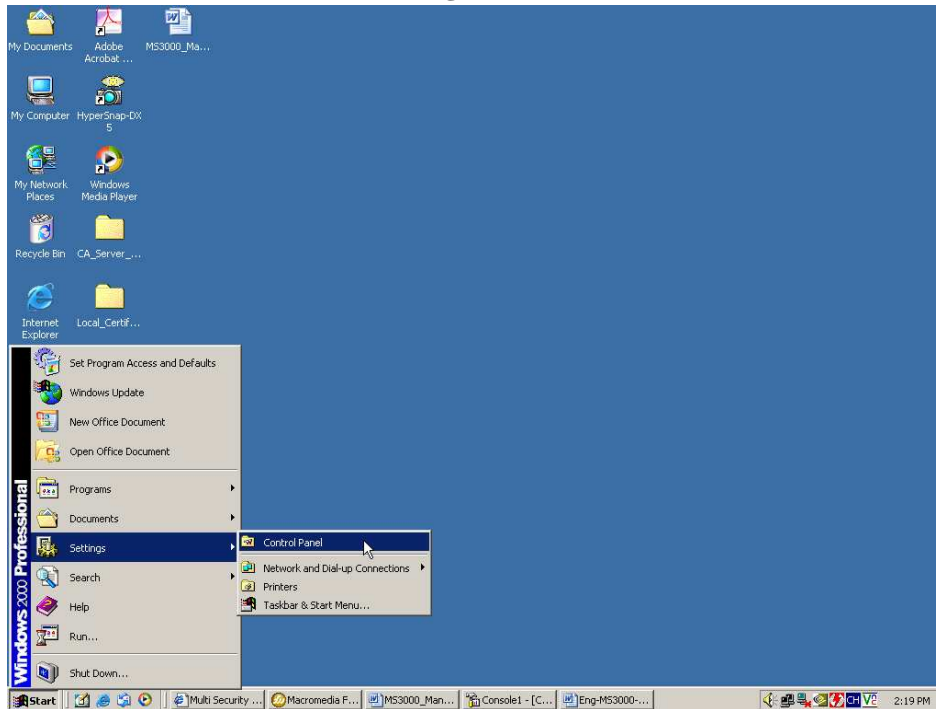 My Documents
Adobe
Acrobat ...
MS3000_Ma...
My Computer
HyperSnap-DX
5
My Network
Places
Windows
Media Player
Recycle Bin
CA_Server_...
Internet
Explorer
Local_Certif...
Set Program Access and Defaults
Windows Update
New Office Document
Open Office Document
Programs
Documents
Settings
Search
Help
Run...
Shut Down...
Windows 2000 Professional
Control Panel
Network and Dial-up Connections
Printers
Taskbar & Start Menu...
Start
Multi Security ...
Macromedia F...
MS3000_Man...
Console1 - [C...
Eng-MS3000-...
CH
2:19 PM